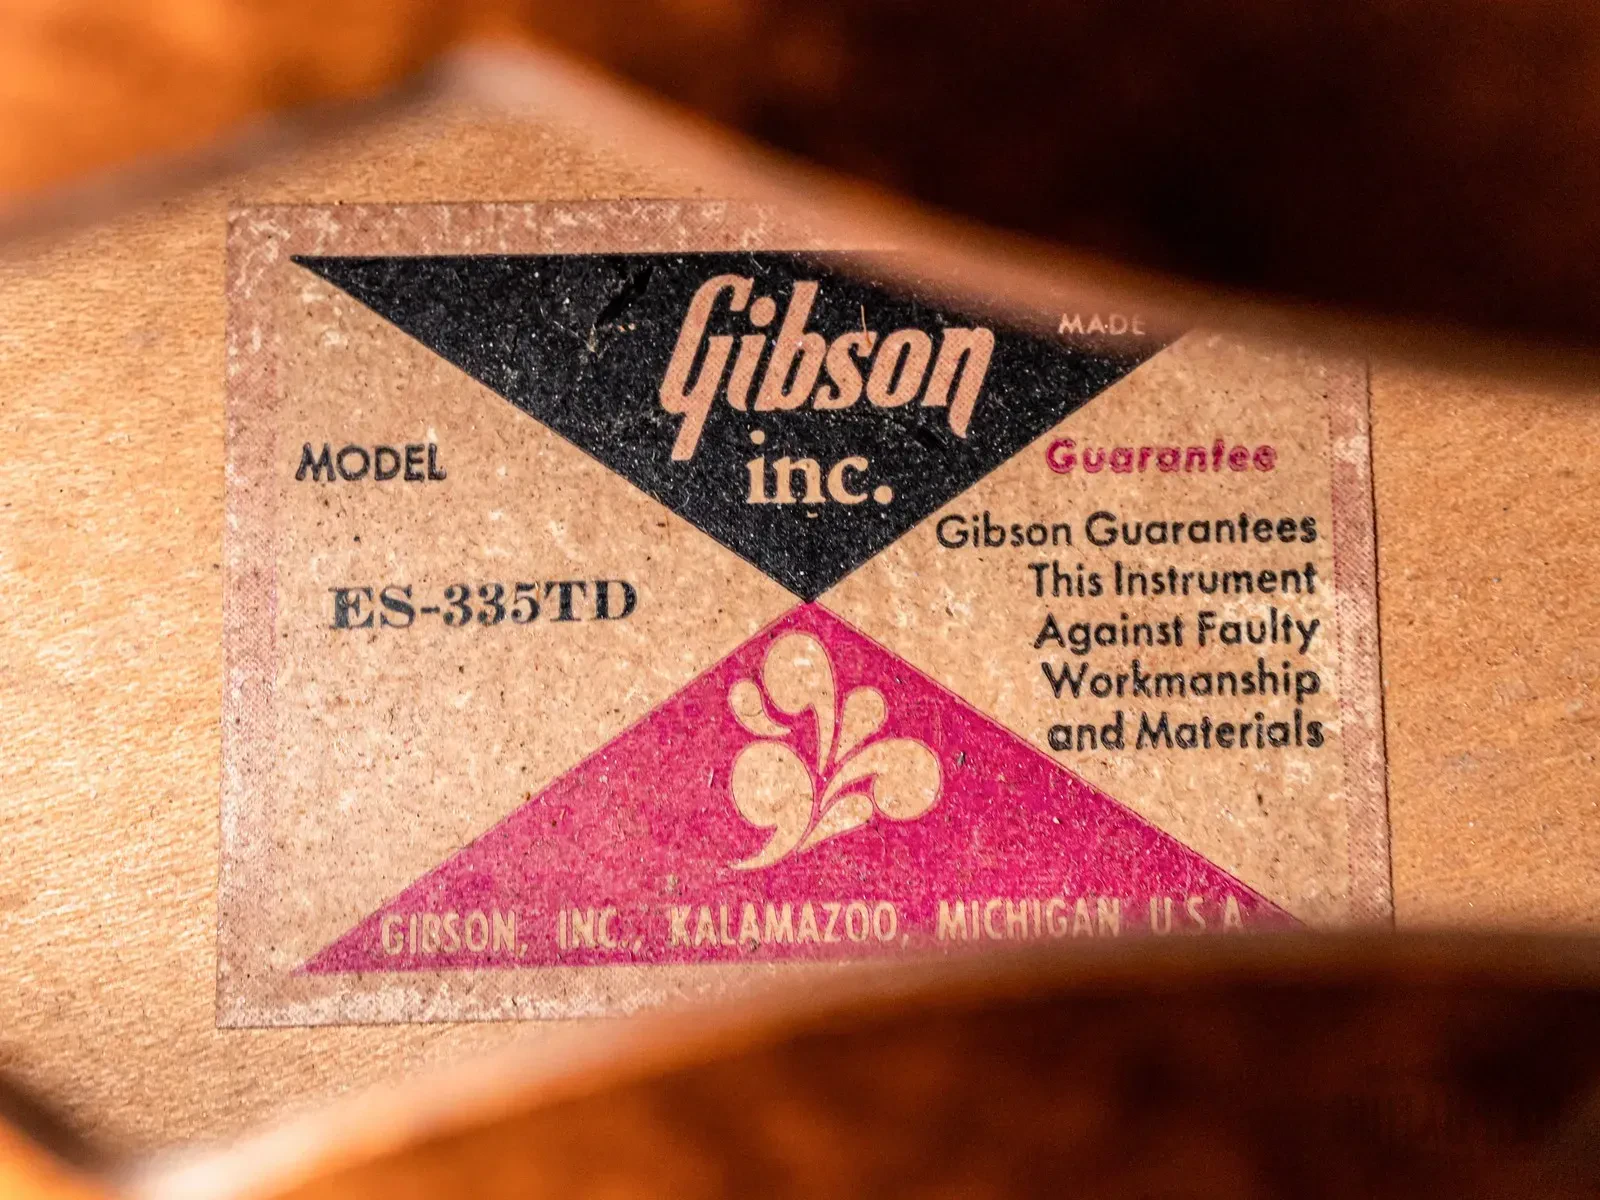 Gibson
inc.
MADE
MODEL
ES-335TD
Guarantee
Gibson Guarantees
This Instrument
Against Faulty
Workmanship
and Materials
GIBSON, INC., KALAMAZOO, MICHIGAN U.S.A